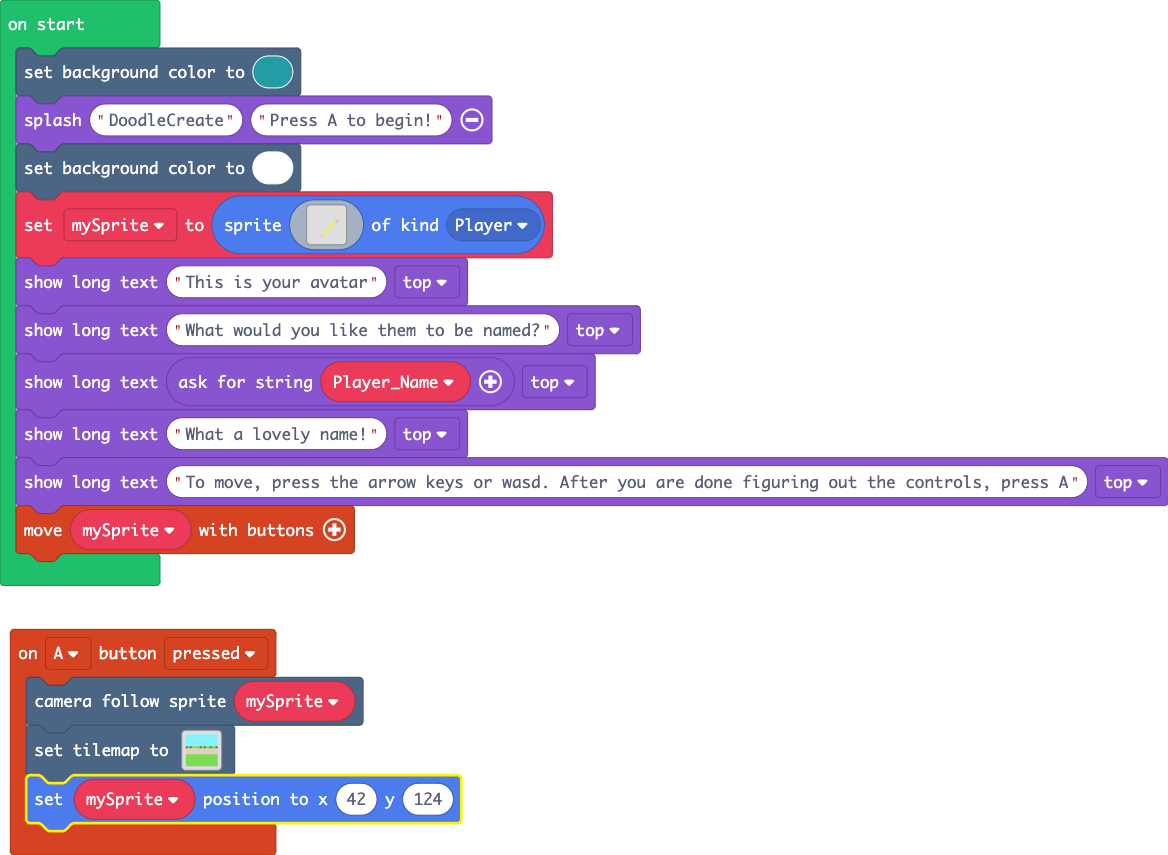 on start
set background color to
splash "DoodleCreate" "Press A to begin!"
set background color to
set mySprite to sprite of kind Player
show long text "This is your avatar" top
show long text "What would you like them to be named?" top
show long text ask for string Player_Name top
show long text "What a lovely name!" top
show long text "To move, press the arrow keys or wasd. After you are done figuring out the controls, press A" top
move mySprite with buttons
on A button pressed
camera follow sprite mySprite
set tilemap to
set mySprite position to x 42 y 124